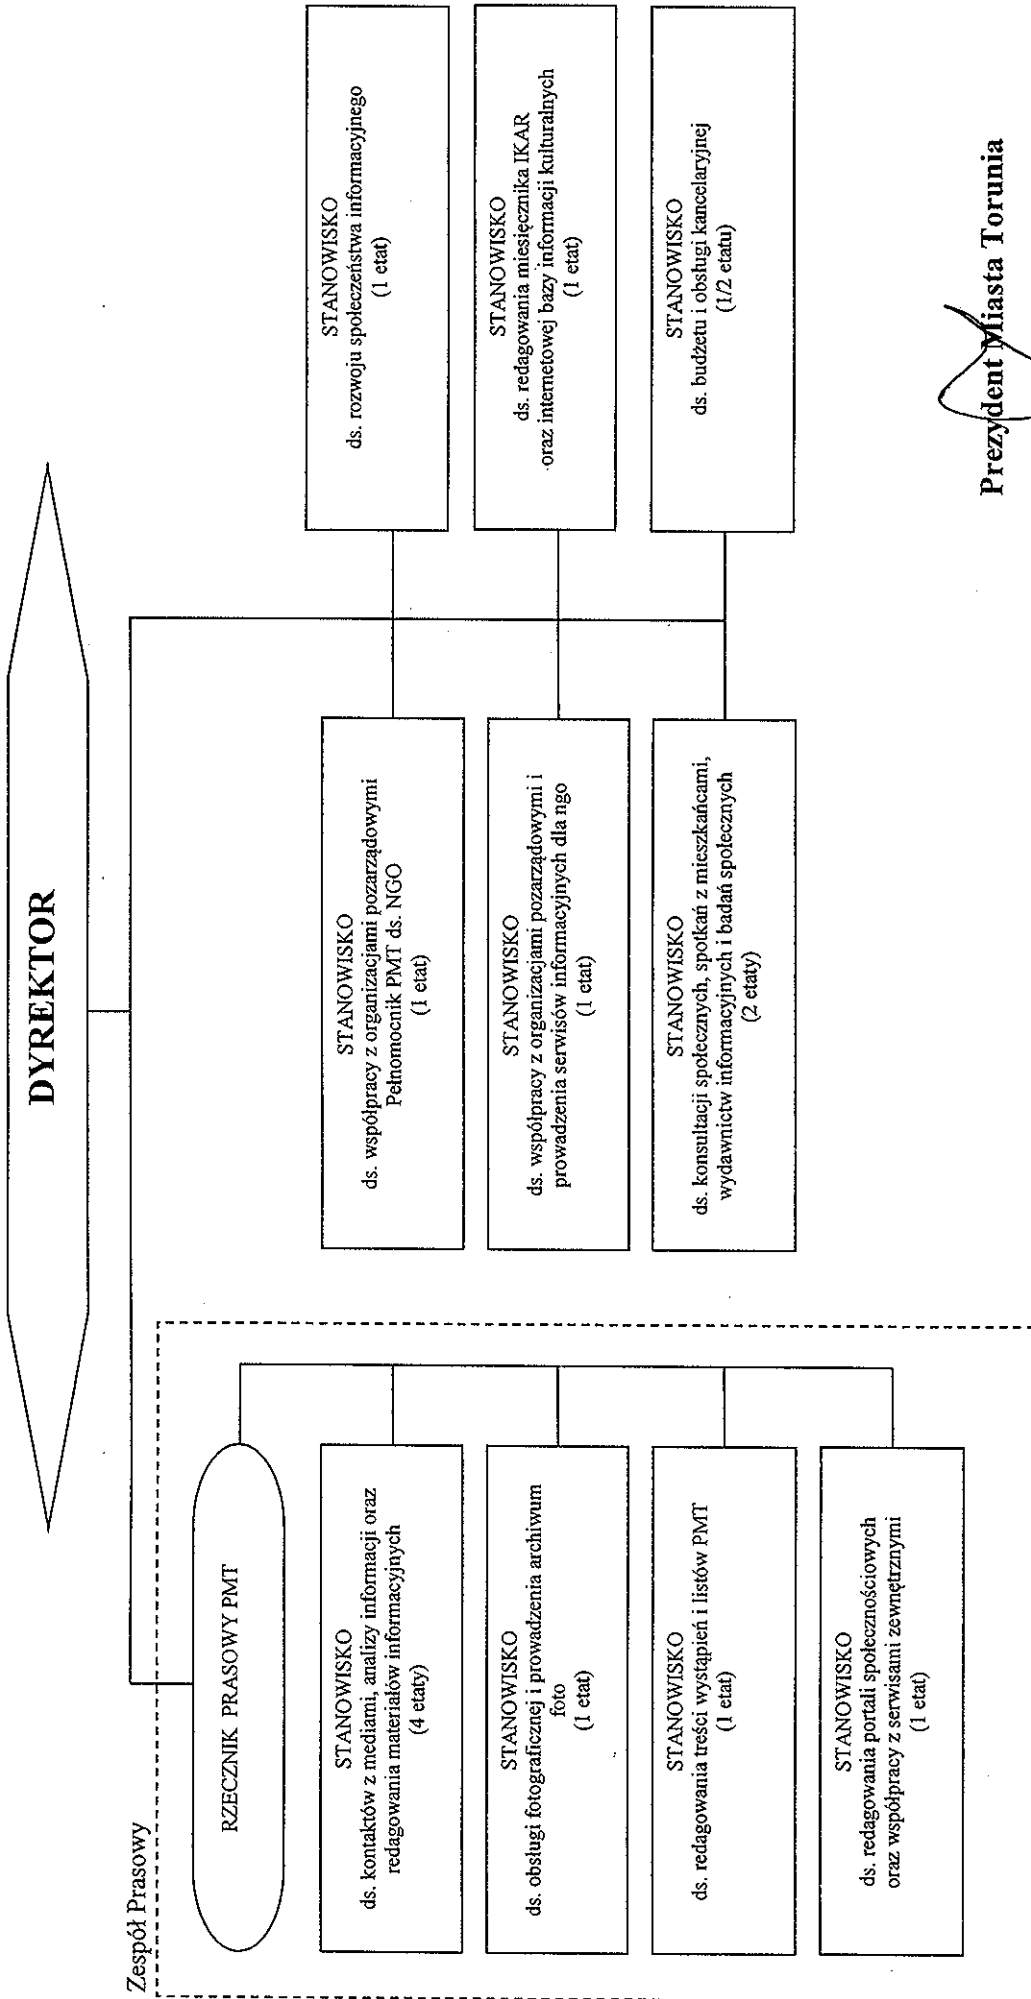 DYREKTOR
Zespół Prasowy
RZECZNIK PRASOWY PMT
STANOWISKO
ds. kontaktów z mediami, analizy informacji oraz
redagowania materiałów informacyjnych
(4 etaty)
STANOWISKO
ds. obsługi fotograficznej i prowadzenia archiwum
foto
(1 etat)
STANOWISKO
ds. redagowania treści wystąpień i listów PMT
(1 etat)
STANOWISKO
ds. redagowania portali społecznościowych
oraz współpracy z serwisami zewnętrznymi
(1 etat)
STANOWISKO
ds. współpracy z organizacjami pozarządowymi
Pełnomocnik PMT ds. NGO
(1 etat)
STANOWISKO
ds. współpracy z organizacjami pozarządowymi i
prowadzenia serwisów informacyjnych dla ngo
(1 etat)
STANOWISKO
ds. konsultacji społecznych, spotkań z mieszkańcami,
wydawnictw informacyjnych i badań społecznych
(2 etaty)
STANOWISKO
ds. rozwoju społeczeństwa informacyjnego
(1 etat)
STANOWISKO
ds. redagowania miesięcznika IKAR
oraz internetowej bazy informacji kulturalnych
(1 etat)
STANOWISKO
ds. budżetu i obsługi kancelaryjnej
(1/2 etatu)
Prezydent Miasta Torunia